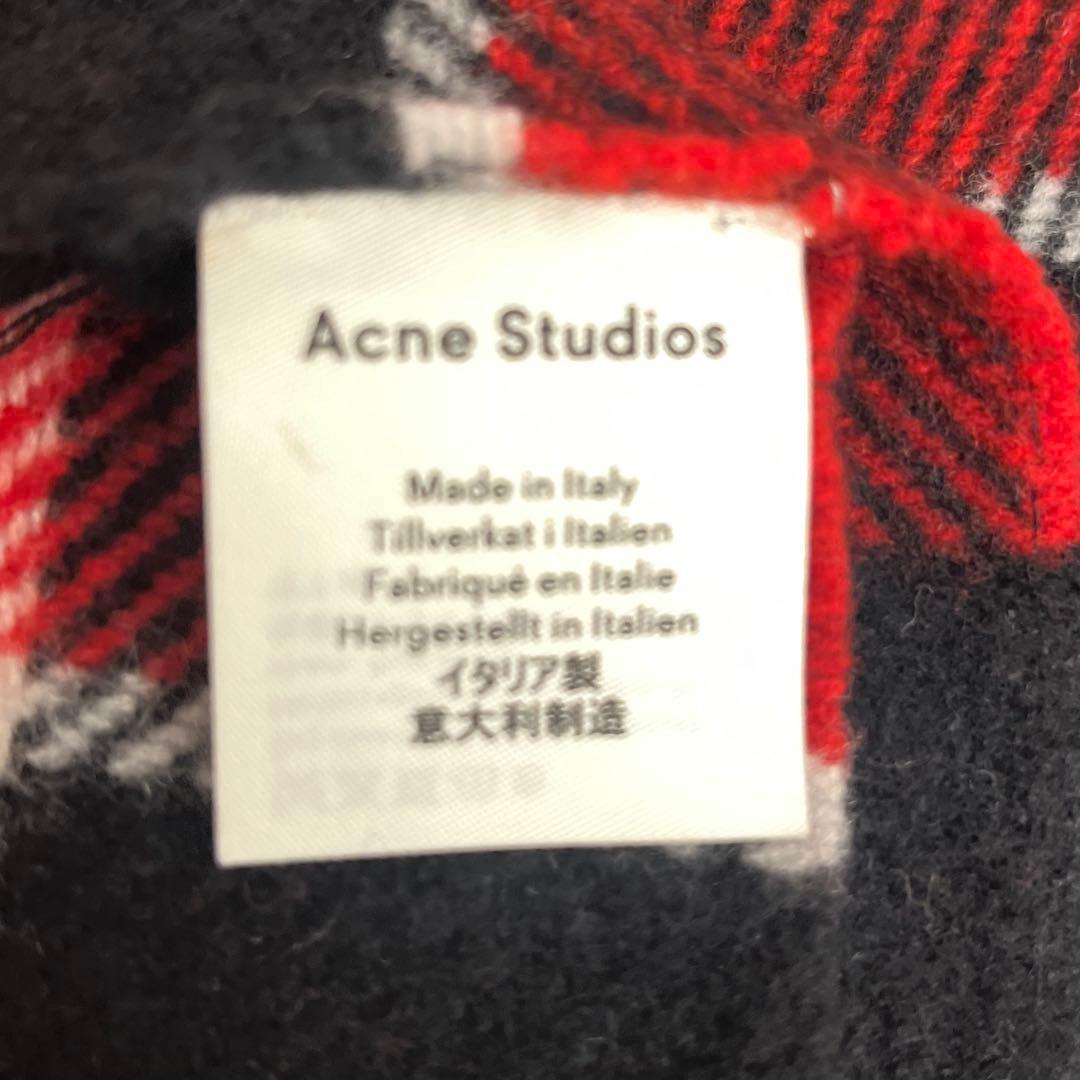 Acne Studios
Made in Italy
Tillverkat i Italien
Fabriqué en Italie
Hergestellt in Italien
イタリア製
意大利制造